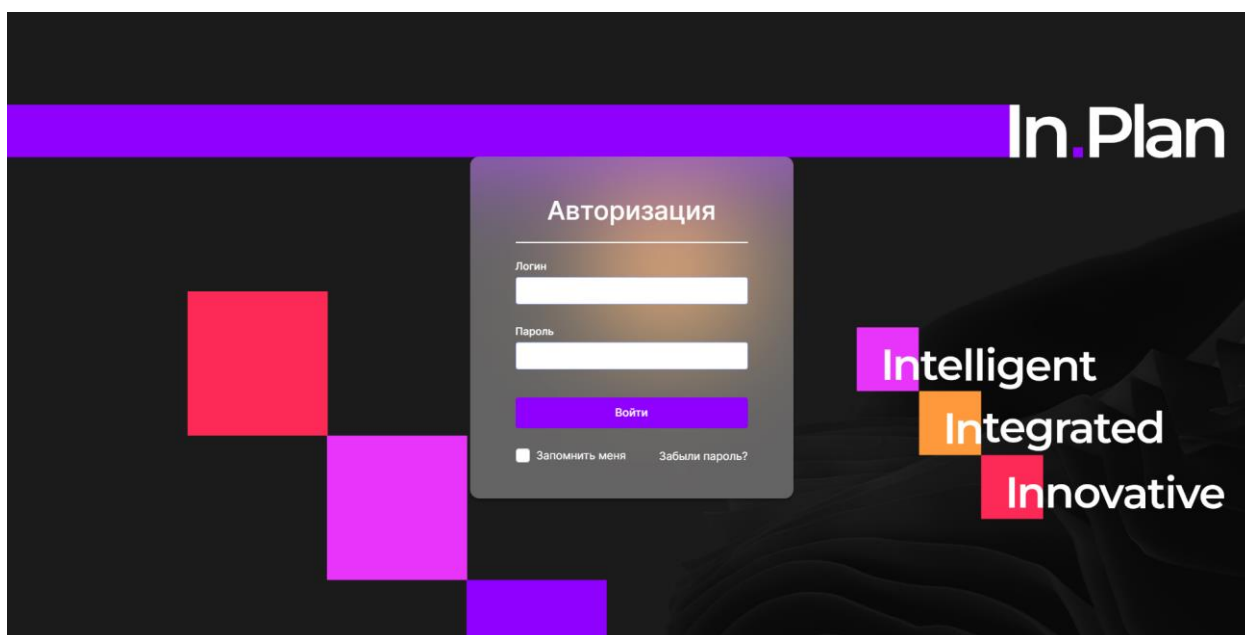 In.Plan
Авторизация
Логин
Пароль
Войти
Запомнить меня
Забыли пароль?
Intelligent
Integrated
Innovative